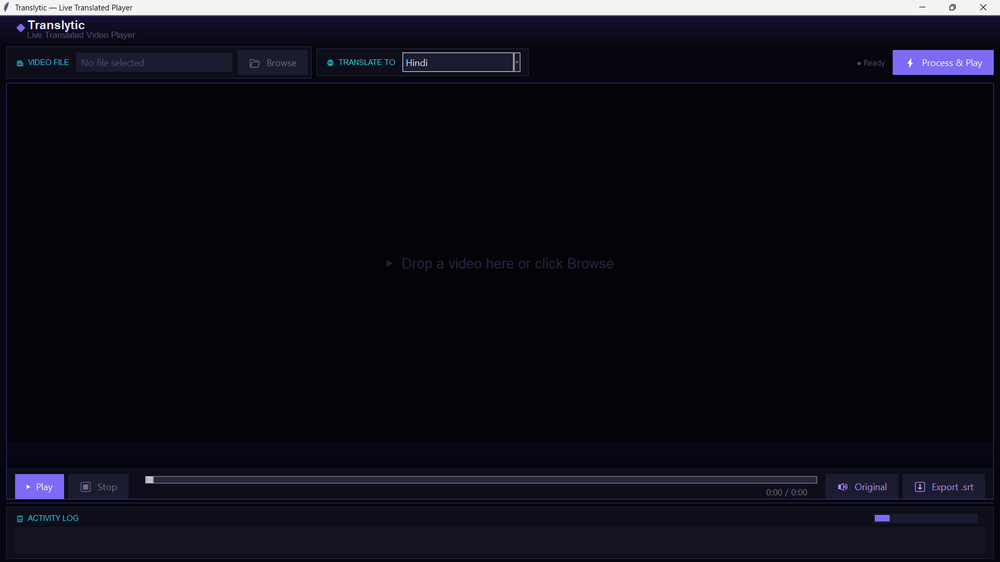 Translytic — Live Translated Player
Translytic
Live Translated Video Player
VIDEO FILE
No file selected
Browse
TRANSLATE TO
Hindi
● Ready
Process & Play
Drop a video here or click Browse
Play
Stop
0:00 / 0:00
Original
Export .srt
ACTIVITY LOG